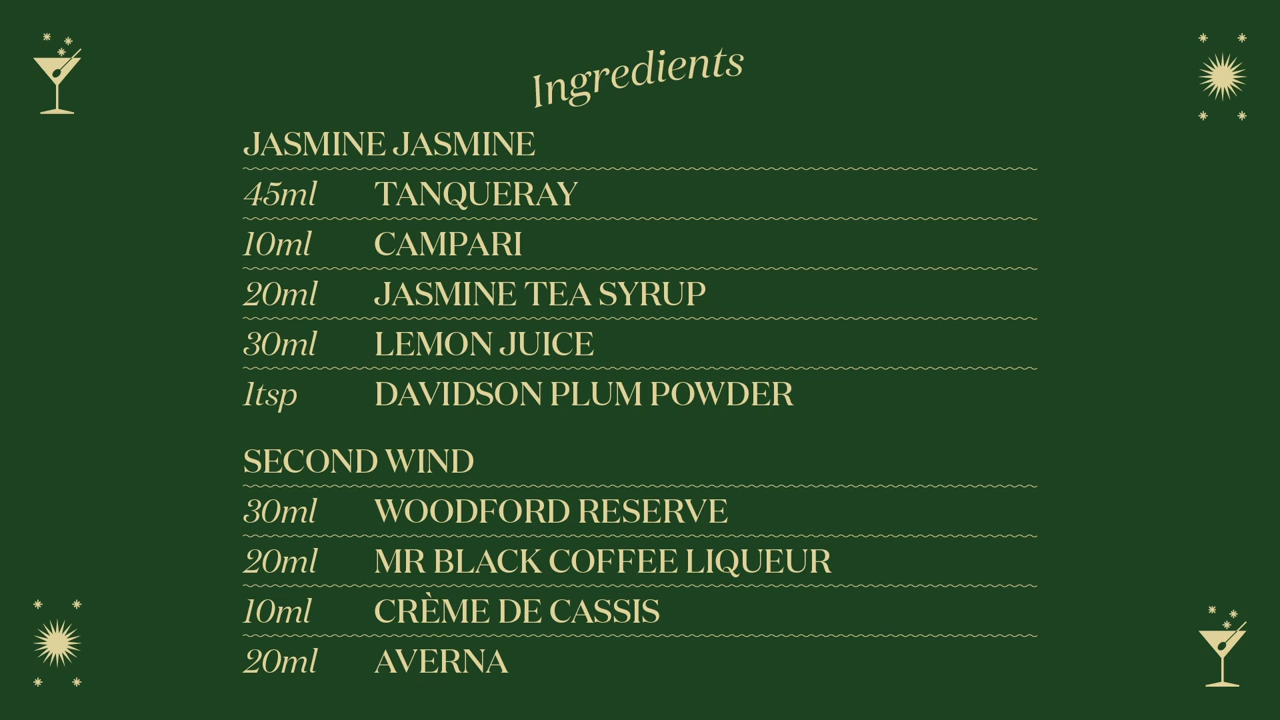 Ingredients
JASMINE JASMINE
45ml TANQUERAY
10ml CAMPARI
20ml JASMINE TEA SYRUP
30ml LEMON JUICE
1tsp DAVIDSON PLUM POWDER
SECOND WIND
30ml WOODFORD RESERVE
20ml MR BLACK COFFEE LIQUEUR
10ml CRÈME DE CASSIS
20ml AVERNA